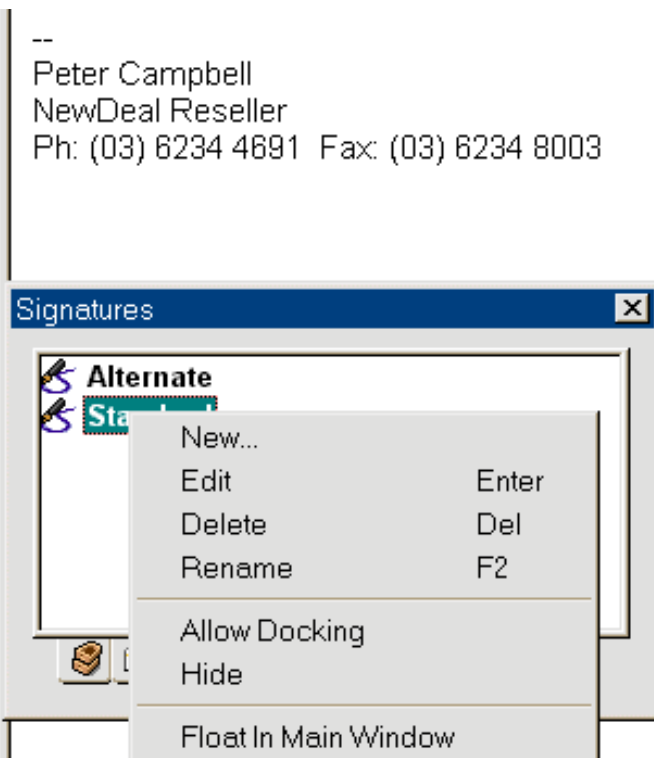 --
Peter Campbell
NewDeal Reseller
Ph: (03) 6234 4691  Fax: (03) 6234 8003
Signatures
Alternate
New...
Edit Enter
Delete Del
Rename F2
Allow Docking
Hide
Float In Main Window